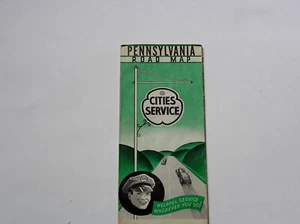 PENNSYLVANIA
ROAD MAP
CITIES
SERVICE
HELPFUL SERVICE
WHEREVER YOU GO!